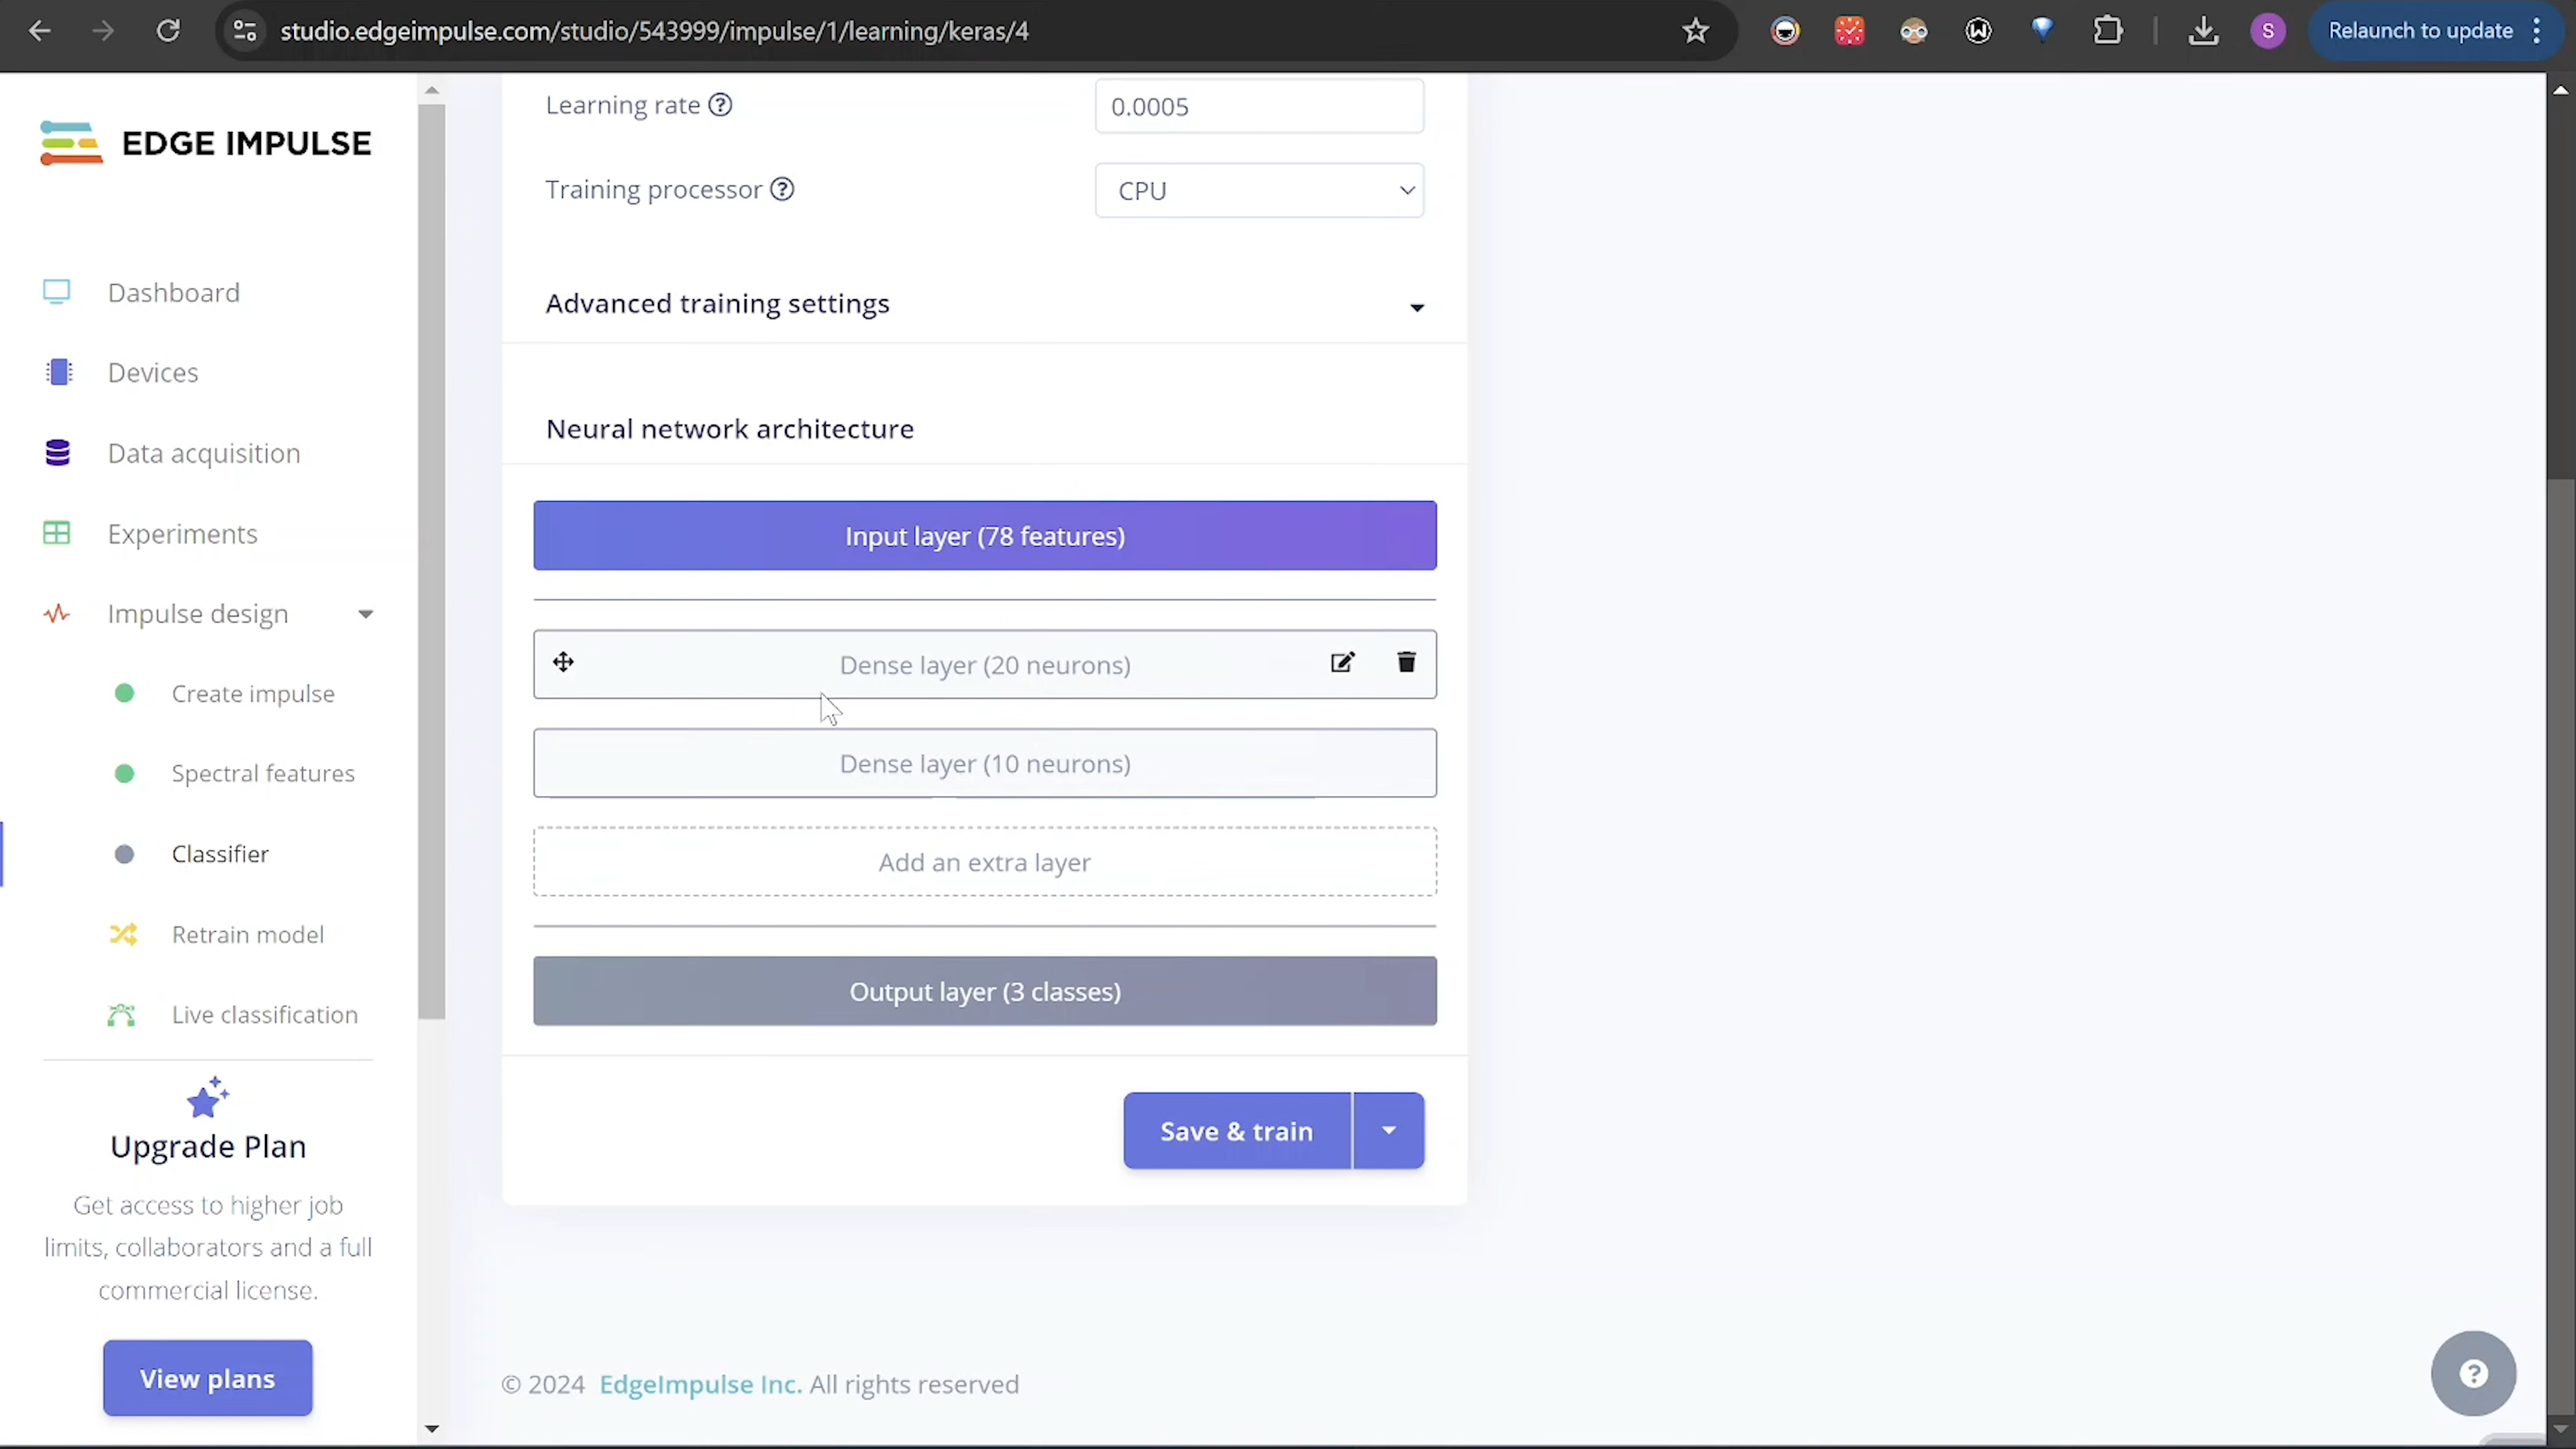 studio.edgeimpulse.com/studio/543999/impulse/1/learning/keras/4
S
Relaunch to update
EDGE IMPULSE
Dashboard
Devices
Data acquisition
Experiments
Impulse design
Create impulse
Spectral features
Classifier
Retrain model
Live classification
Upgrade Plan
Get access to higher job
limits, collaborators and a full
commercial license.
View plans
Learning rate ?
0.0005
Training processor ?
CPU
Advanced training settings
Neural network architecture
Input layer (78 features)
Dense layer (20 neurons)
Dense layer (10 neurons)
Add an extra layer
Output layer (3 classes)
Save & train
© 2024 EdgeImpulse Inc. All rights reserved
?